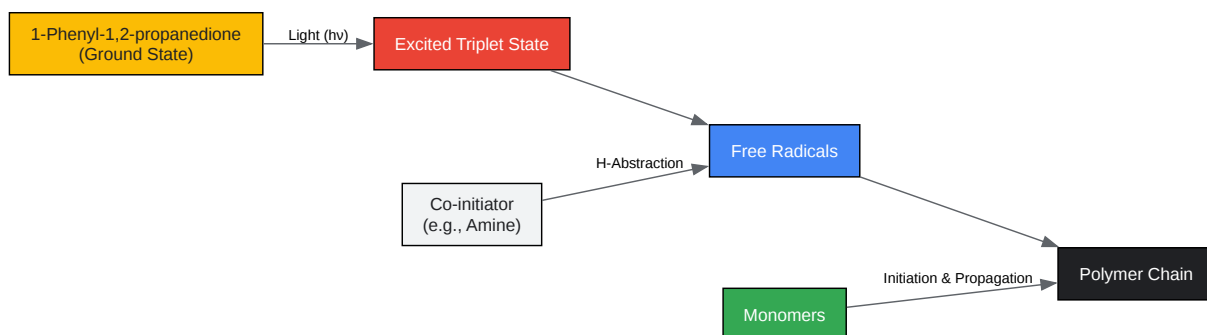 1-Phenyl-1,2-propanedione
(Ground State)
Light (hν)
Excited Triplet State
Free Radicals
H-Abstraction
Co-initiator
(e.g., Amine)
Polymer Chain
Initiation & Propagation
Monomers